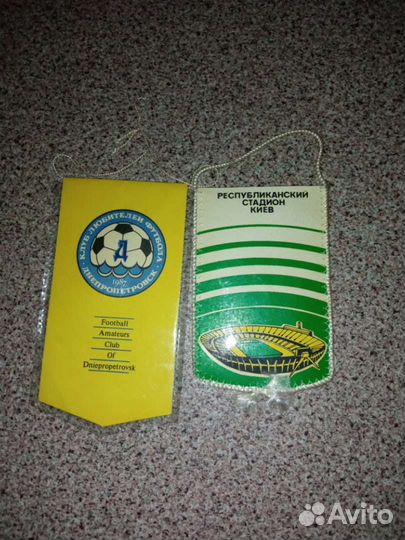 КЛУБ ЛЮБИТЕЛЕЙ ФУТБОЛА
Д
1987
ДНЕПРОПЕТРОВСК
Football
Amateurs
Club
Of
Dniepropetrovsk
РЕСПУБЛИКАНСКИЙ
СТАДИОН
КИЕВ
Avito